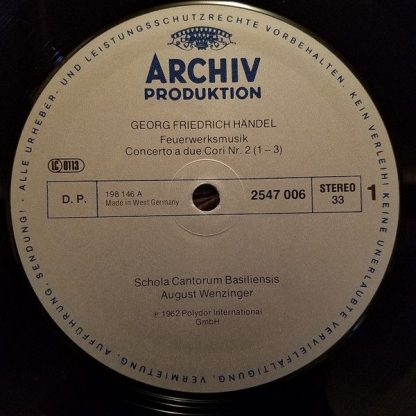 · ALLE URHEBER- UND LEISTUNGSSCHUTZRECHTE VORBEHALTEN. KEIN VERLEIH! KEINE UNERLAUBTE VERVIELFÄLTIGUNG, VERMIETUNG, AUFFÜHRUNG, SENDUNG!
ARCHIV
PRODUKTION
GEORG FRIEDRICH HÄNDEL
Feuerwerksmusik
Concerto a due Cori Nr. 2 (1 – 3)
LC 0113
D. P.
198 146 A
Made in West Germany
2547 006
STEREO
33
1
Schola Cantorum Basiliensis
August Wenzinger
℗ 1962 Polydor International
GmbH